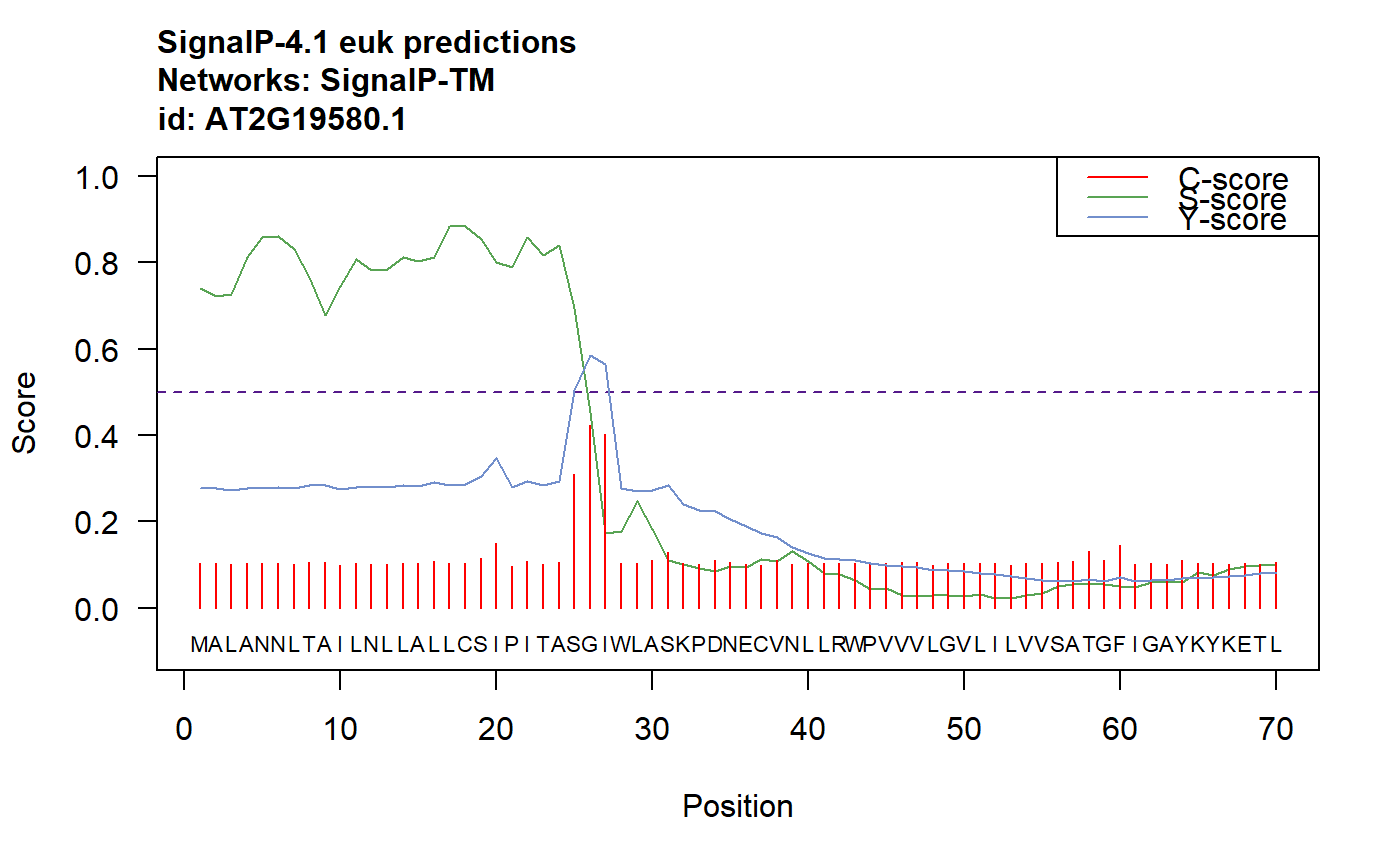 SignalP-4.1 euk predictions
Networks: SignalP-TM
id: AT2G19580.1
C-score
S-score
Y-score
1.0
0.8
0.6
0.4
0.2
0.0
Score
MALANNLTAILNLLALLCSIPITASGIWLASKPDNECVNLLRWPVVVLGVLILVVSATGFIGAYKYKETL
0 10 20 30 40 50 60 70
Position